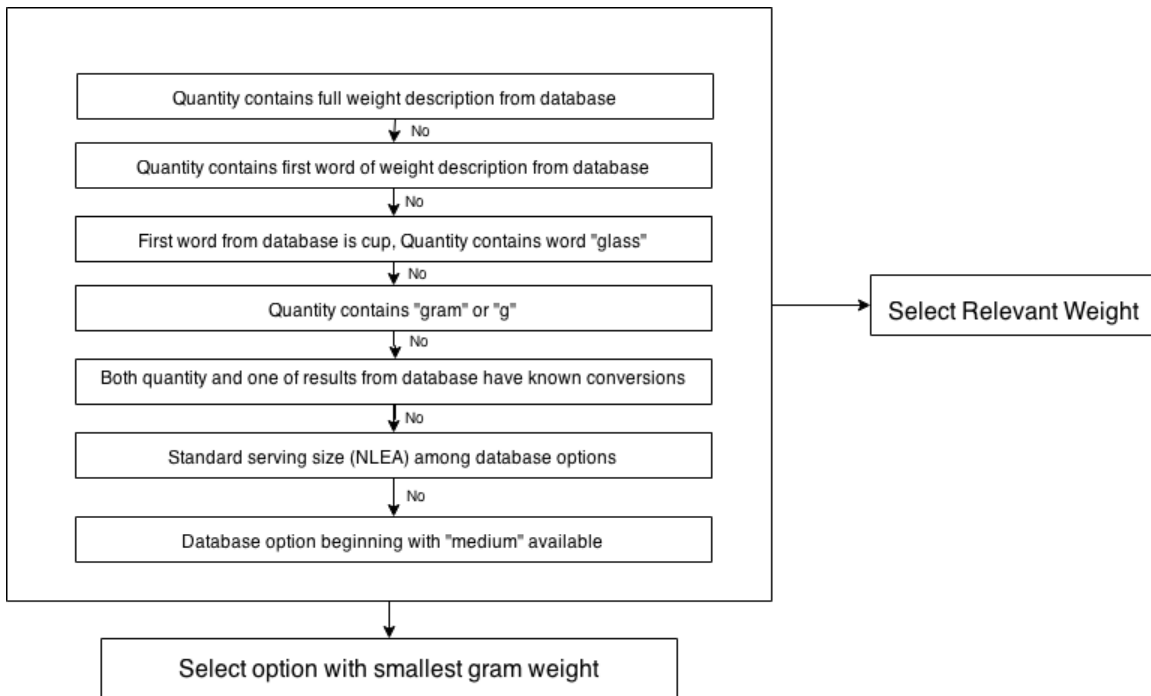 Quantity contains full weight description from database
No
Quantity contains first word of weight description from database
No
First word from database is cup, Quantity contains word "glass"
No
Quantity contains "gram" or "g"
No
Both quantity and one of results from database have known conversions
No
Standard serving size (NLEA) among database options
No
Database option beginning with "medium" available
Select Relevant Weight
Select option with smallest gram weight